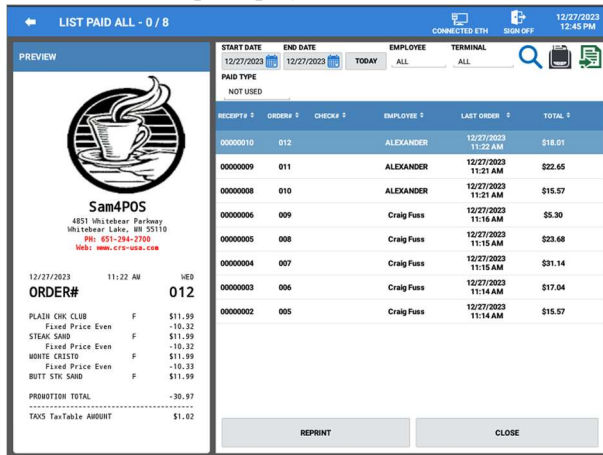 LIST PAID ALL - 0 / 8
CONNECTED ETH
SIGN OFF
12/27/2023
12:45 PM
PREVIEW
Sam4POS
4851 Whitebear Parkway
Whitebear Lake, MN 55110
PH: 651-294-2700
Web: www.crs-usa.com
12/27/2023 11:22 AM WED
ORDER# 012
PLAIN CHK CLUB F $11.99
Fixed Price Even -10.32
STEAK SAND F $11.99
Fixed Price Even -10.32
MONTE CRISTO F $11.99
Fixed Price Even -10.33
BUTT STK SAND F $11.99
PROMOTION TOTAL -30.97
TAX5 TaxTable AMOUNT $1.02
START DATE END DATE EMPLOYEE TERMINAL
12/27/2023 12/27/2023 TODAY ALL ALL
PAID TYPE
NOT USED
RECEIPT# ORDER# CHECK# EMPLOYEE LAST ORDER TOTAL
00000010 012 ALEXANDER 12/27/2023 11:22 AM $18.01
00000009 011 ALEXANDER 12/27/2023 11:21 AM $22.65
00000008 010 ALEXANDER 12/27/2023 11:21 AM $15.57
00000006 009 Craig Fuss 12/27/2023 11:16 AM $5.30
00000005 008 Craig Fuss 12/27/2023 11:15 AM $23.68
00000004 007 Craig Fuss 12/27/2023 11:15 AM $31.14
00000003 006 Craig Fuss 12/27/2023 11:14 AM $17.04
00000002 005 Craig Fuss 12/27/2023 11:14 AM $15.57
REPRINT CLOSE